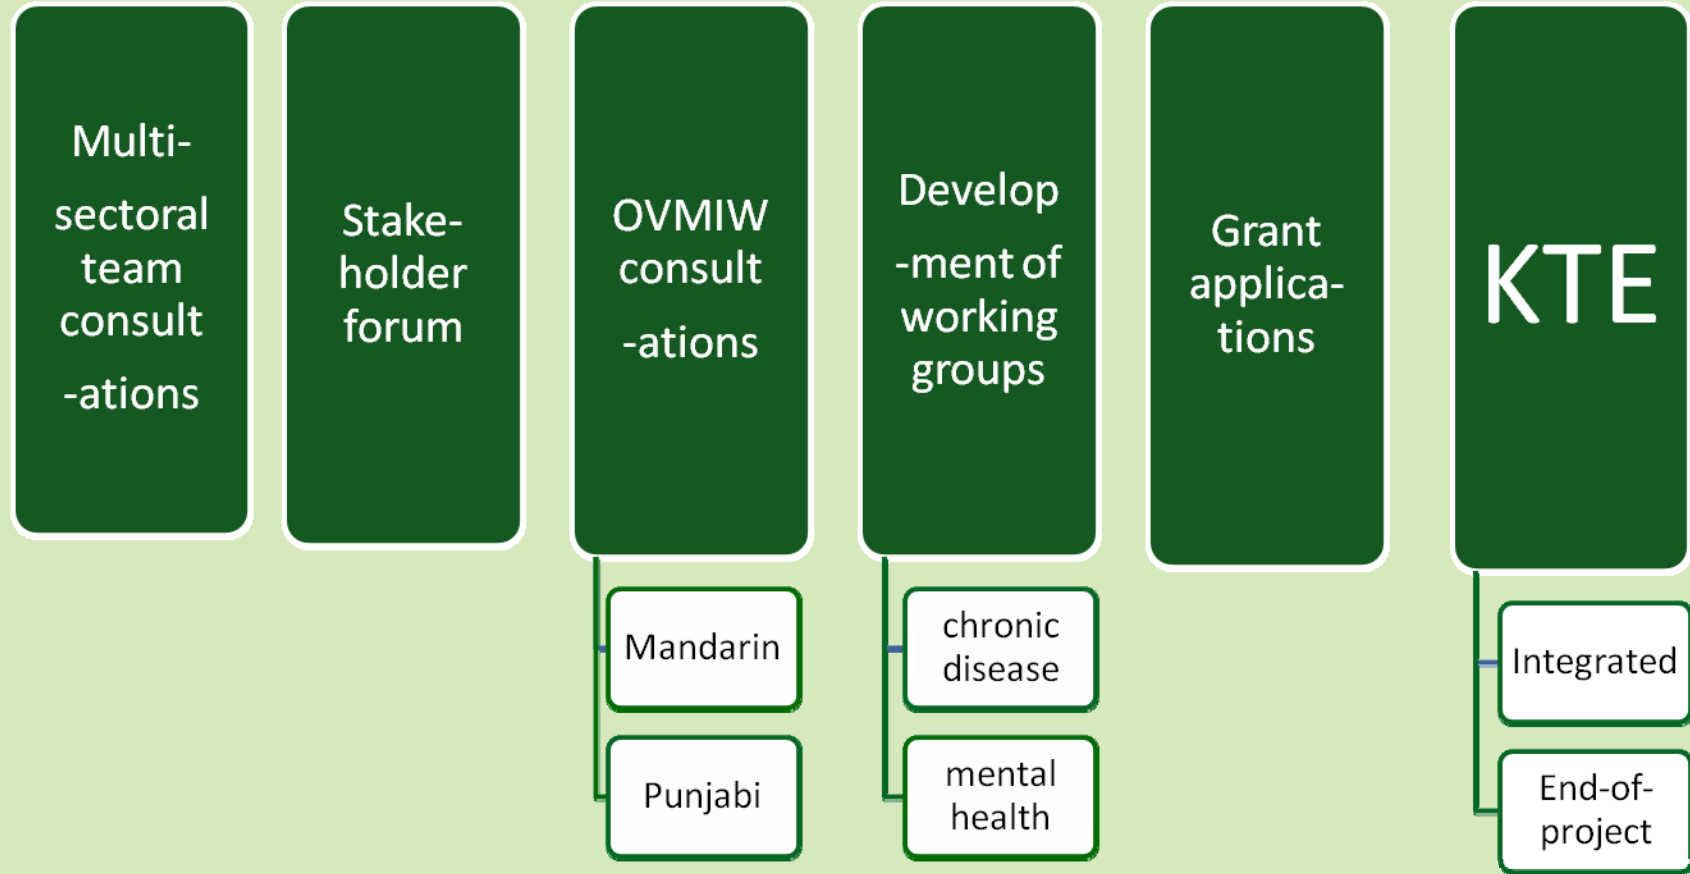 Multi-
sectoral
team
consult
-ations
Stake-
holder
forum
OVMIW
consult
-ations
Develop
-ment of
working
groups
Grant
applica-
tions
KTE
Mandarin
Punjabi
chronic
disease
mental
health
Integrated
End-of-
project